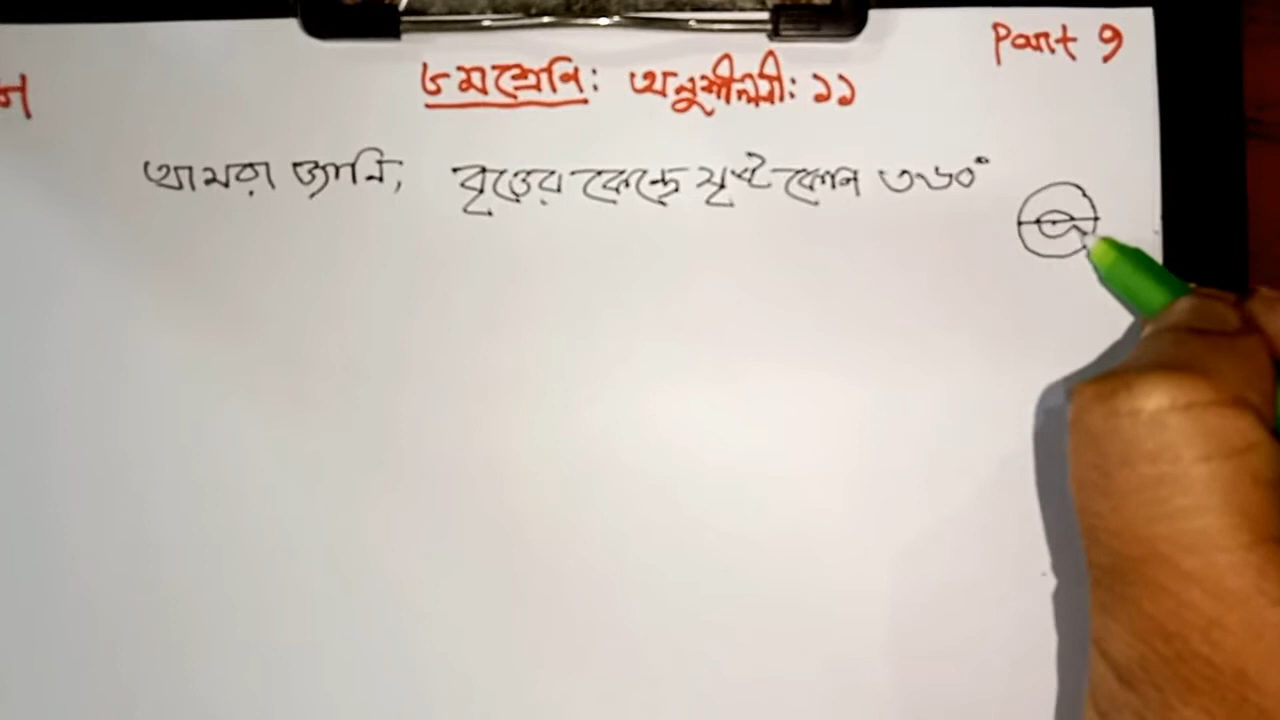 Part 9
৮ম শ্রেণি: অনুশীলনী: ১১
আমরা জানি, বৃত্তের কেন্দ্রে সৃষ্ট কোন ৩৬০°